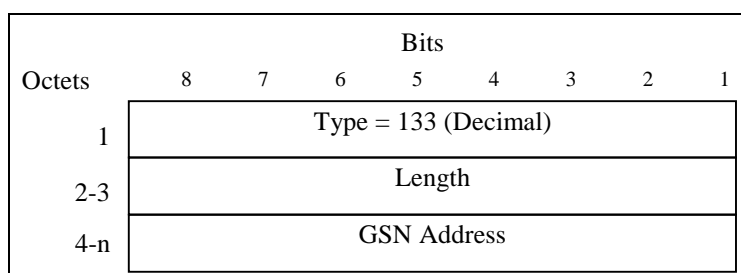 Bits
Octets 8 7 6 5 4 3 2 1
1 Type = 133 (Decimal)
2-3 Length
4-n GSN Address